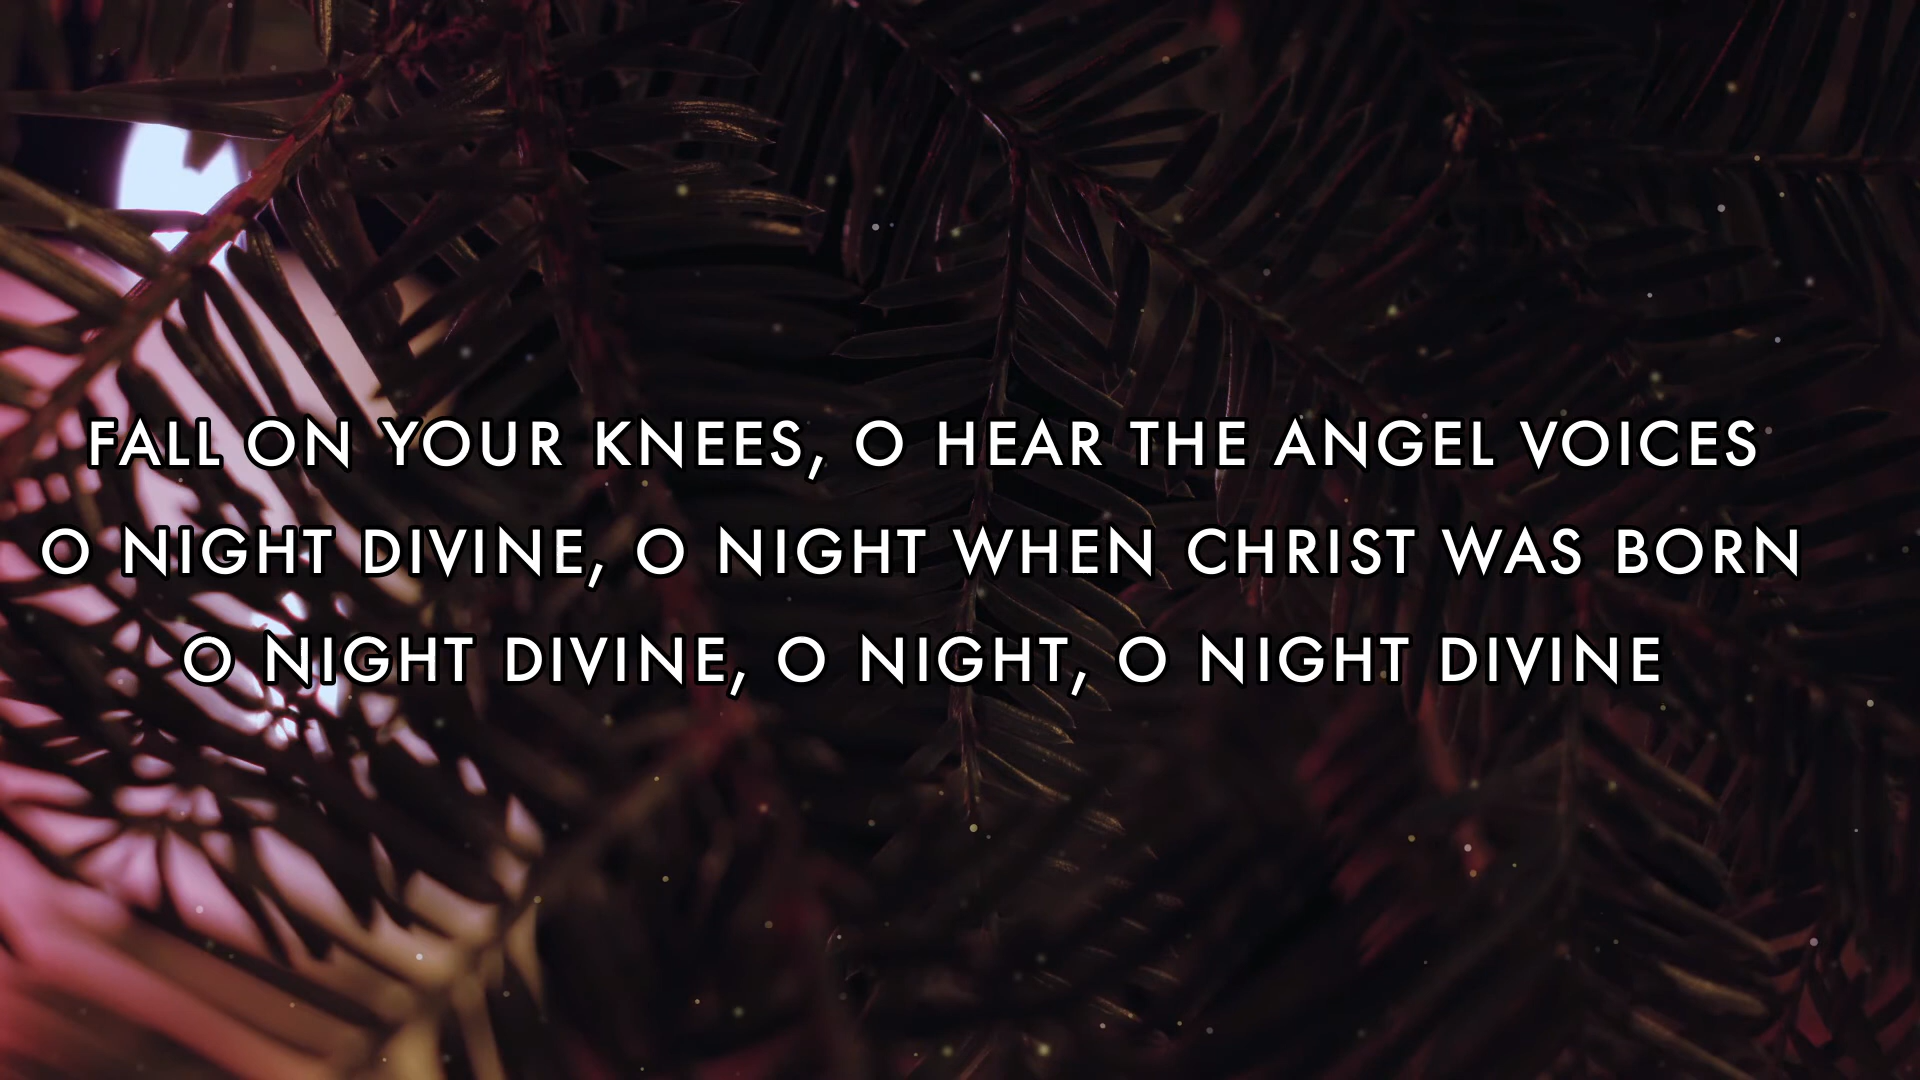 FALL ON YOUR KNEES, O HEAR THE ANGEL VOICES
O NIGHT DIVINE, O NIGHT WHEN CHRIST WAS BORN
O NIGHT DIVINE, O NIGHT, O NIGHT DIVINE